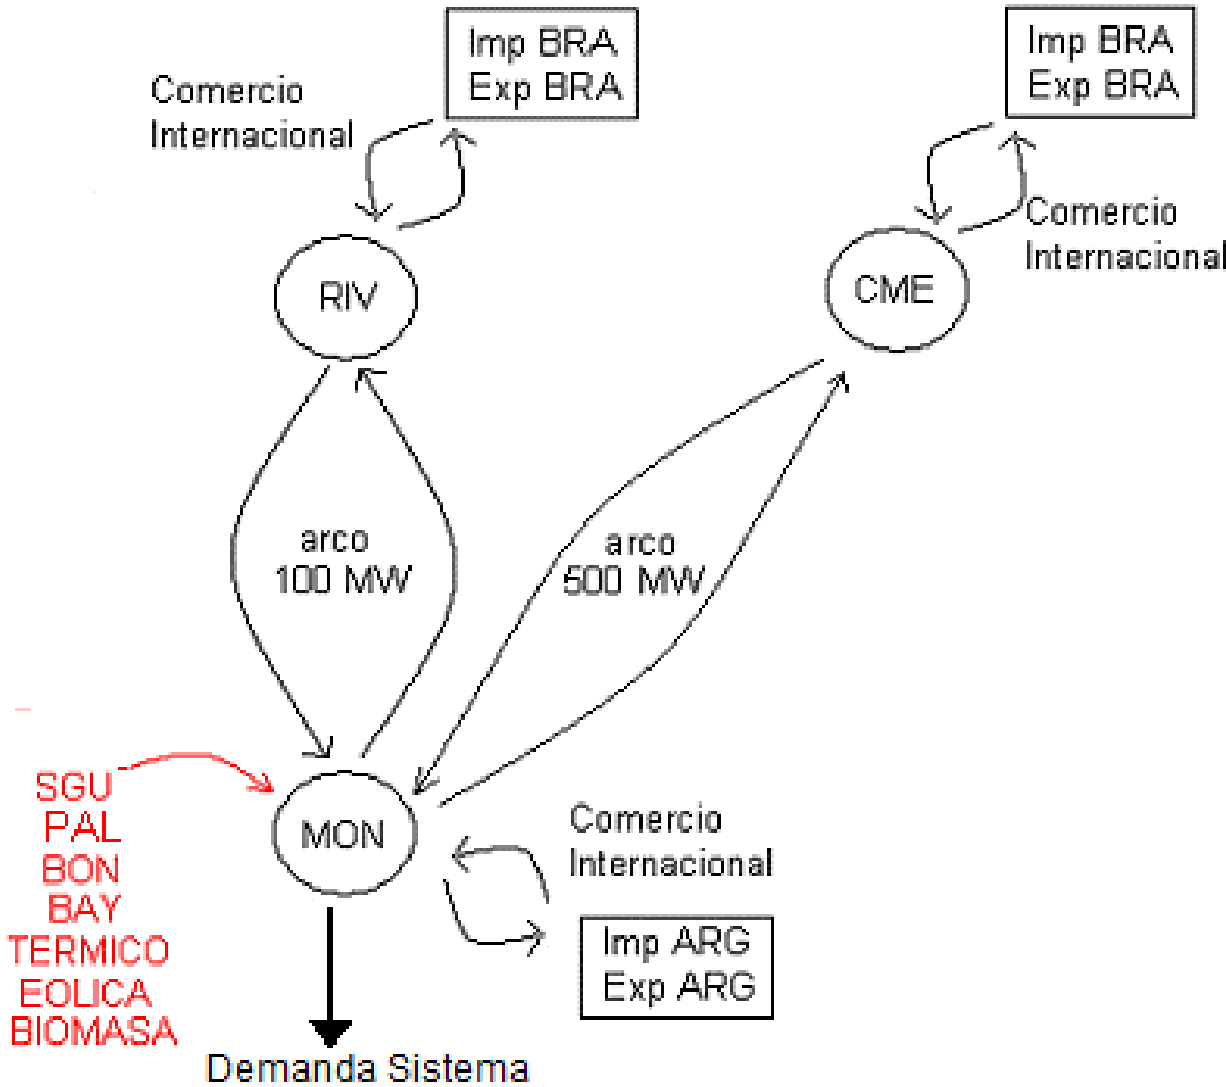 Imp BRA
Exp BRA
Comercio
Internacional
Imp BRA
Exp BRA
Comercio
Internacional
RIV
CME
arco
100 MW
arco
500 MW
SGU
PAL
BON
BAY
TERMICO
EOLICA
BIOMASA
MON
Comercio
Internacional
Imp ARG
Exp ARG
Demanda Sistema